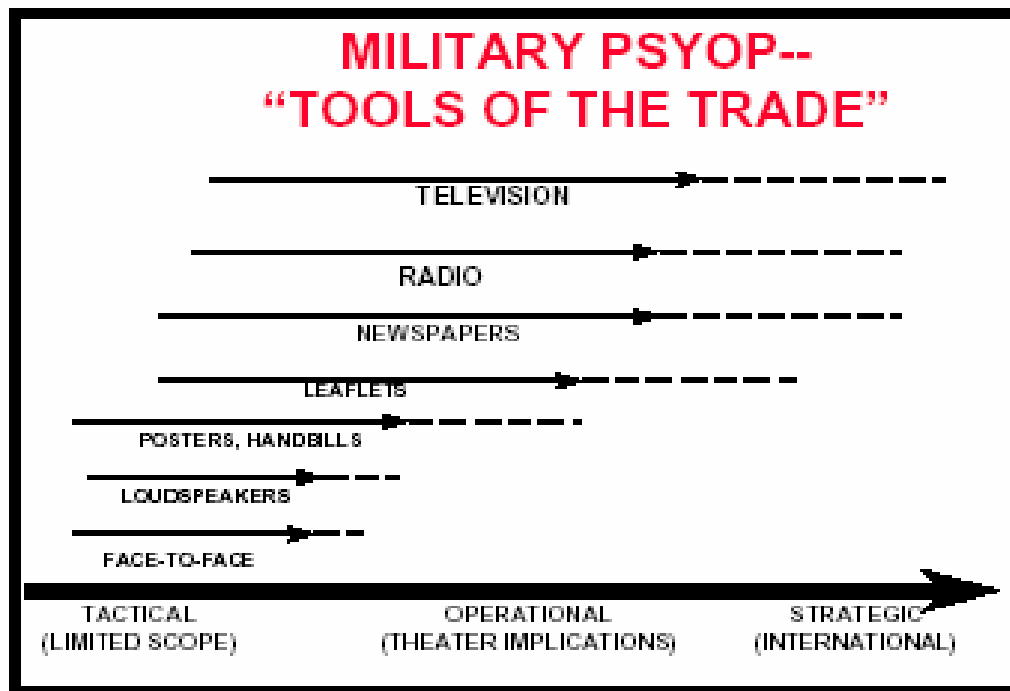 MILITARY PSYOP--
“TOOLS OF THE TRADE”
TELEVISION
RADIO
NEWSPAPERS
LEAFLETS
POSTERS, HANDBILLS
LOUDSPEAKERS
FACE-TO-FACE
TACTICAL
(LIMITED SCOPE)
OPERATIONAL
(THEATER IMPLICATIONS)
STRATEGIC
(INTERNATIONAL)